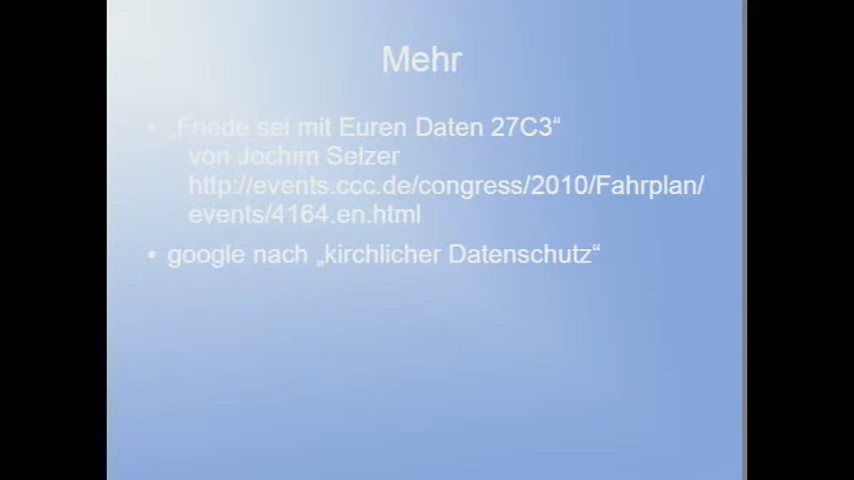 Mehr
• „Friede sei mit Euren Daten 27C3“
von Jochim Selzer
http://events.ccc.de/congress/2010/Fahrplan/
events/4164.en.html
• google nach „kirchlicher Datenschutz“